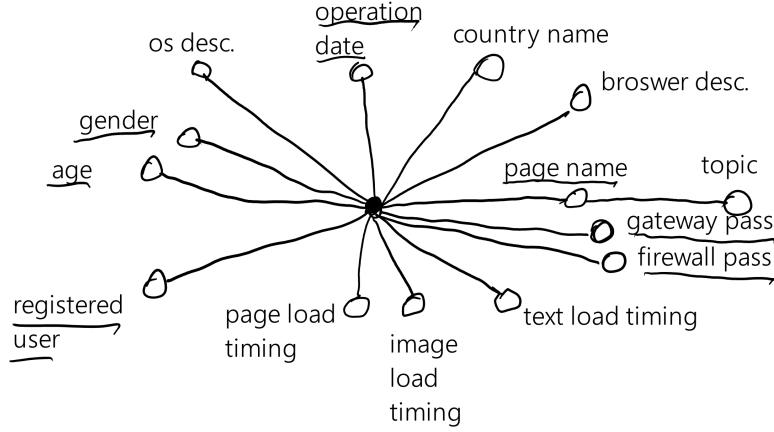 operation
date
os desc.
country name
broswer desc.
gender
age
page name
topic
gateway pass
firewall pass
registered
user
page load
timing
image
load
timing
text load timing